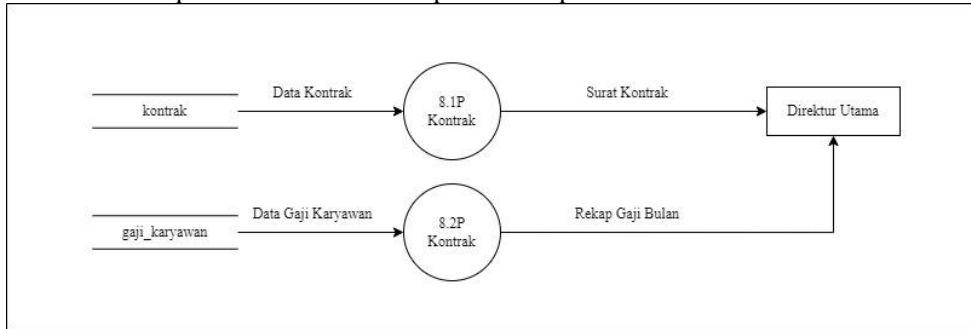 Data Kontrak
8.1P
Kontrak
Surat Kontrak
kontrak
Direktur Utama
Data Gaji Karyawan
8.2P
Kontrak
Rekap Gaji Bulan
gaji_karyawan